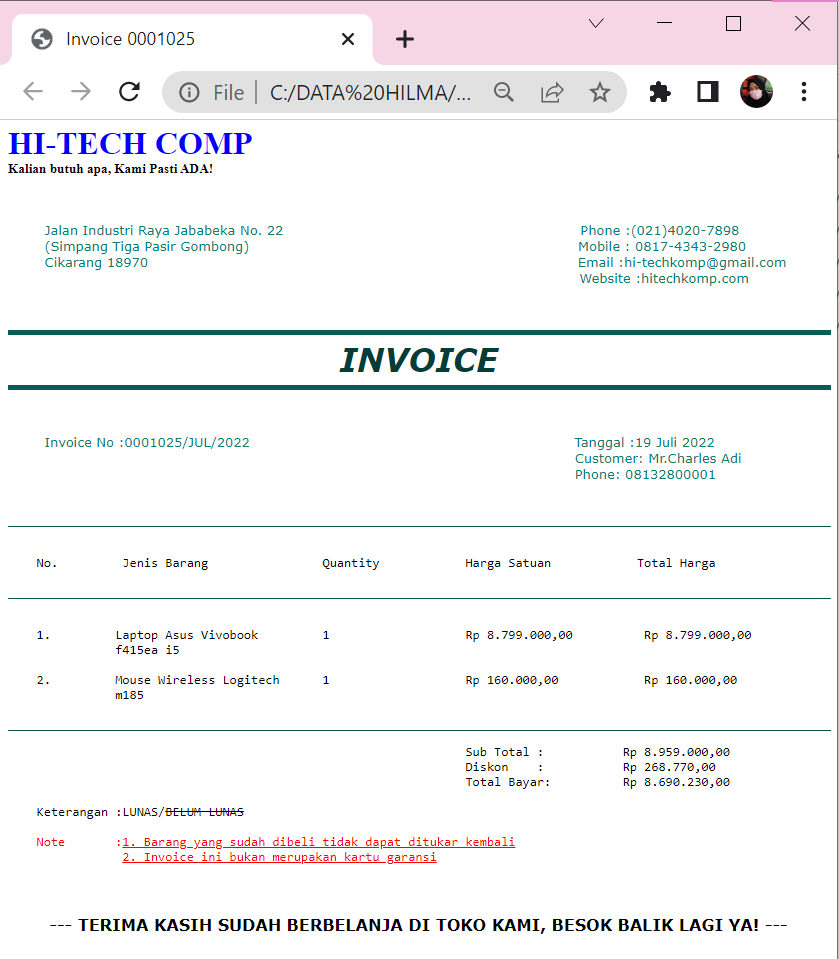 Invoice 0001025
File | C:/DATA%20HILMA/...
HI-TECH COMP
Kalian butuh apa, Kami Pasti ADA!
Jalan Industri Raya Jababeka No. 22 Phone :(021)4020-7898
(Simpang Tiga Pasir Gombong) Mobile : 0817-4343-2980
Cikarang 18970 Email :hi-techkomp@gmail.com
Website :hitechkomp.com
INVOICE
Invoice No :0001025/JUL/2022 Tanggal :19 Juli 2022
Customer: Mr.Charles Adi
Phone: 08132800001
No. Jenis Barang Quantity Harga Satuan Total Harga
1. Laptop Asus Vivobook 1 Rp 8.799.000,00 Rp 8.799.000,00
f415ea i5
2. Mouse Wireless Logitech 1 Rp 160.000,00 Rp 160.000,00
m185
Sub Total : Rp 8.959.000,00
Diskon : Rp 268.770,00
Total Bayar: Rp 8.690.230,00
Keterangan :LUNAS/BELUM LUNAS
Note :1. Barang yang sudah dibeli tidak dapat ditukar kembali
2. Invoice ini bukan merupakan kartu garansi
--- TERIMA KASIH SUDAH BERBELANJA DI TOKO KAMI, BESOK BALIK LAGI YA! ---